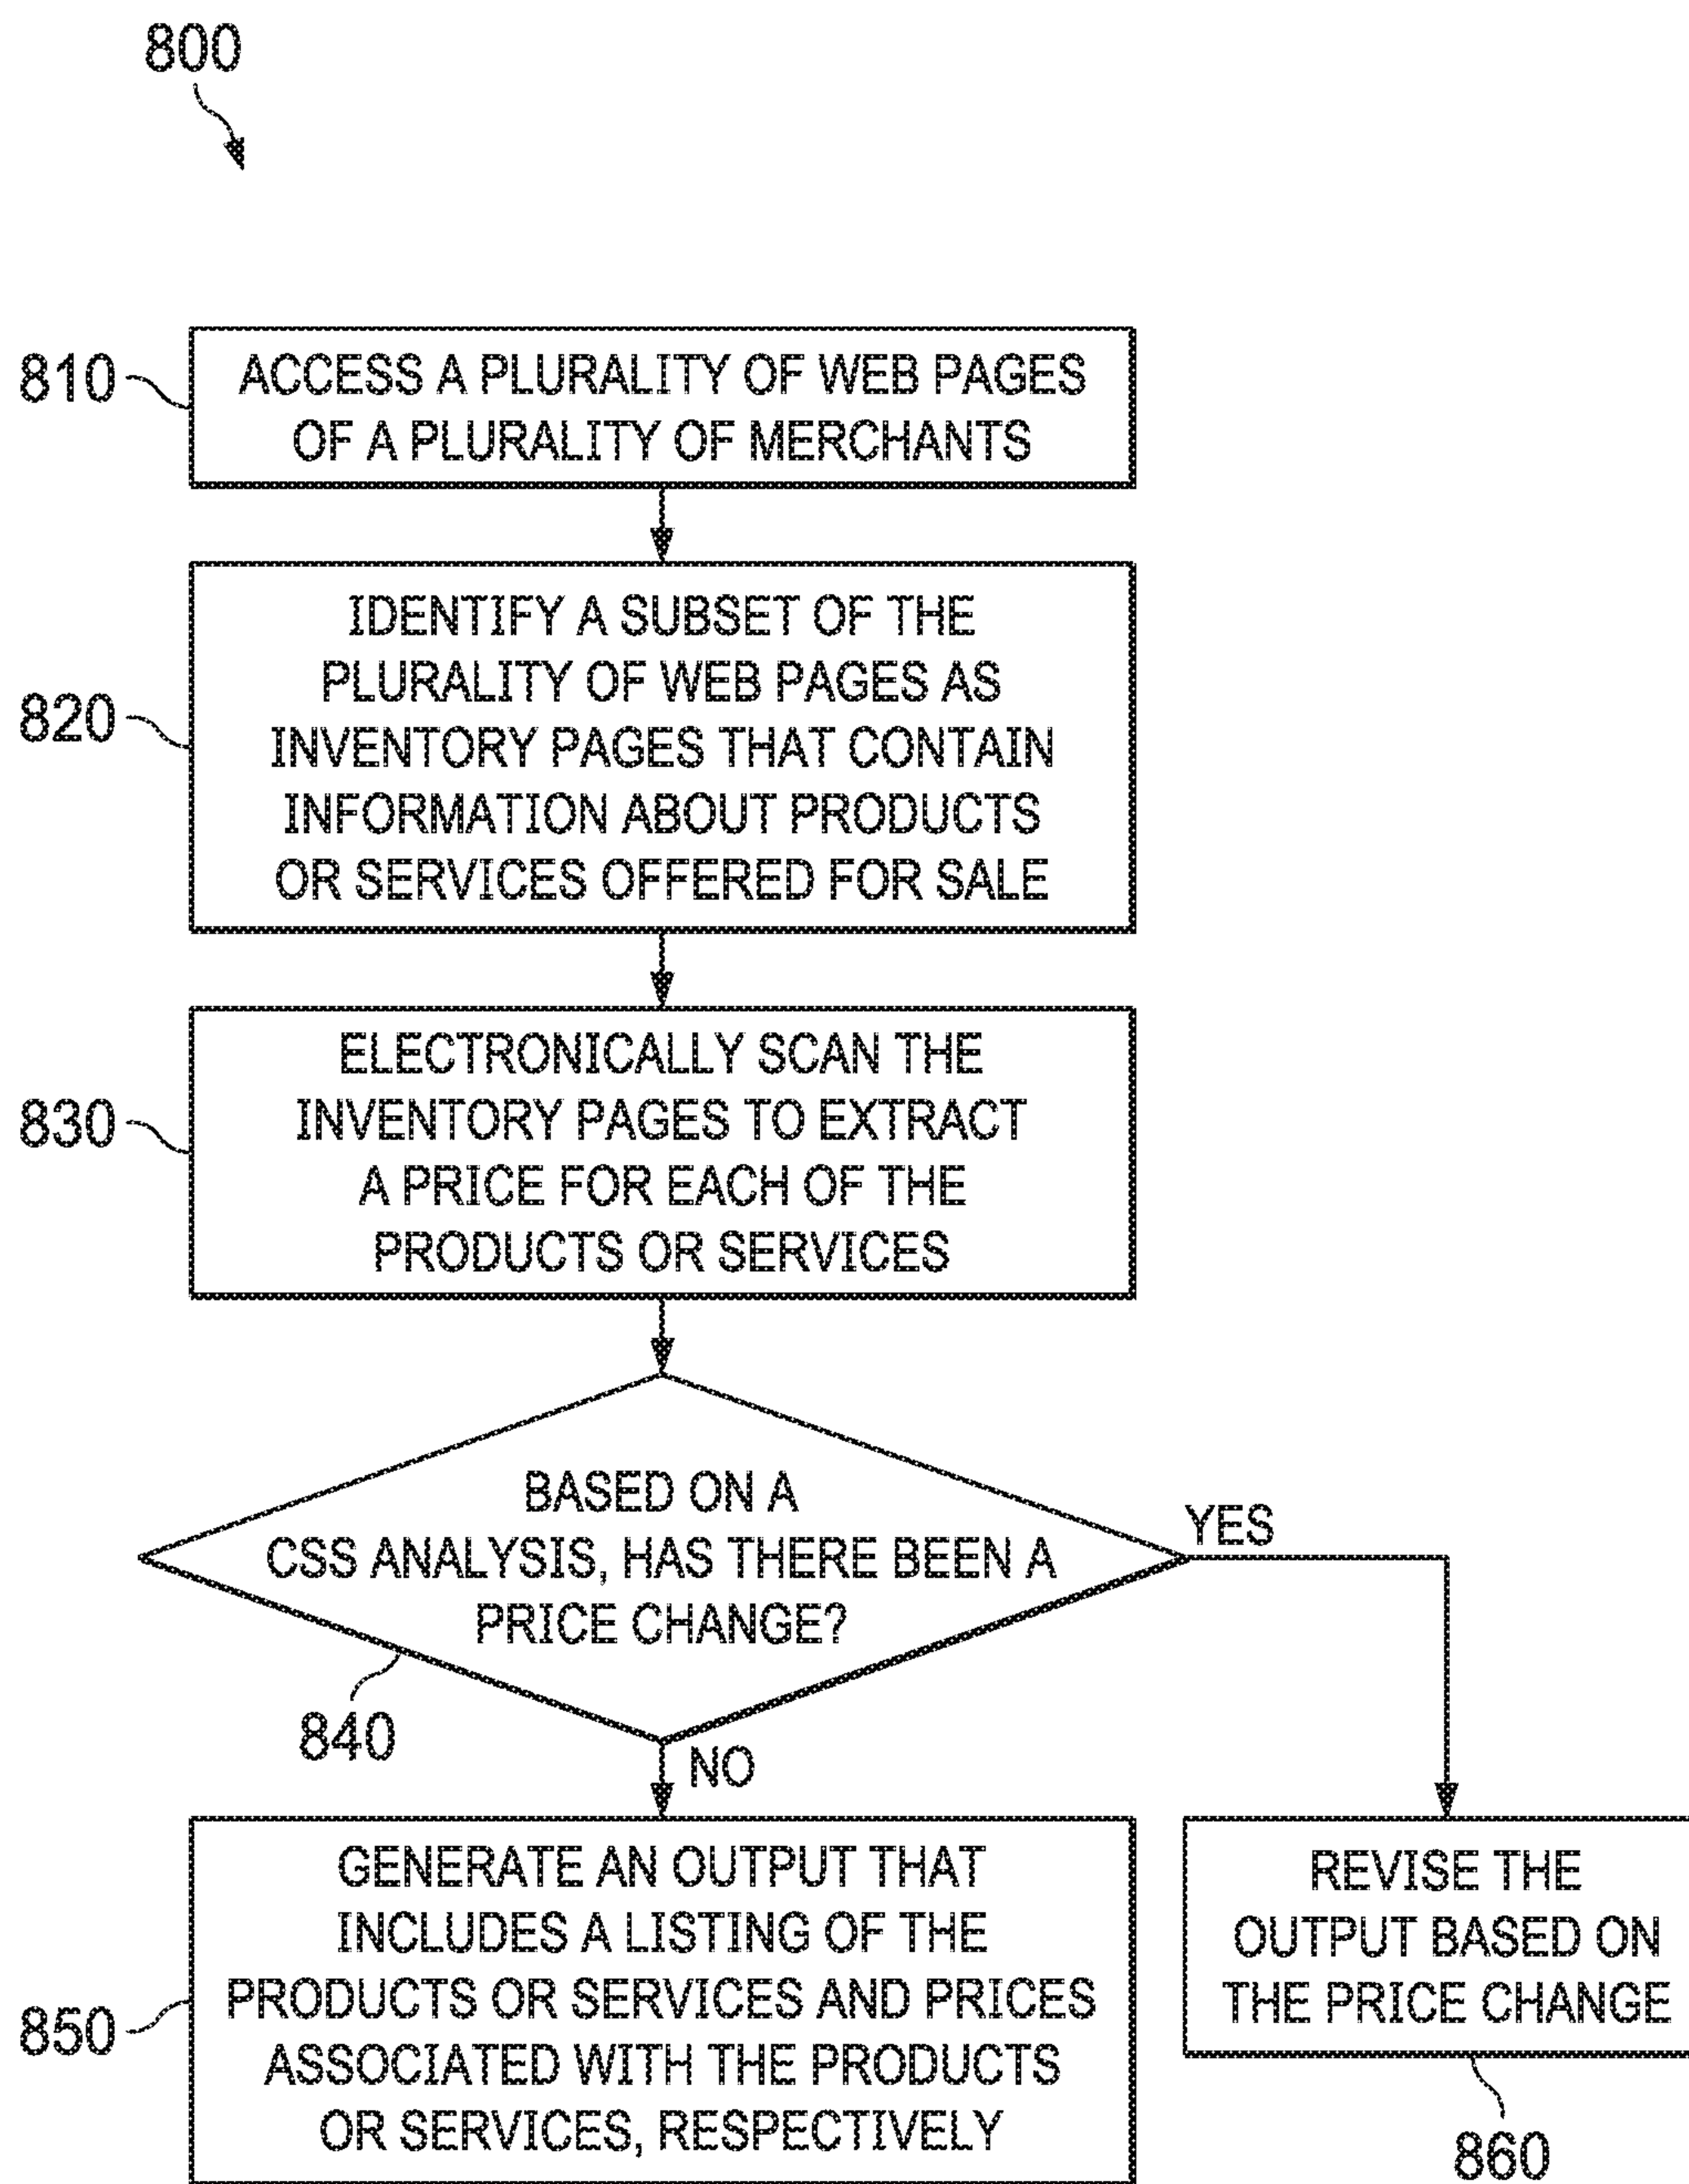 800
810
ACCESS A PLURALITY OF WEB PAGES
OF A PLURALITY OF MERCHANTS
820
IDENTIFY A SUBSET OF THE
PLURALITY OF WEB PAGES AS
INVENTORY PAGES THAT CONTAIN
INFORMATION ABOUT PRODUCTS
OR SERVICES OFFERED FOR SALE
830
ELECTRONICALLY SCAN THE
INVENTORY PAGES TO EXTRACT
A PRICE FOR EACH OF THE
PRODUCTS OR SERVICES
BASED ON A
CSS ANALYSIS, HAS THERE BEEN A
PRICE CHANGE?
YES
840
NO
850
GENERATE AN OUTPUT THAT
INCLUDES A LISTING OF THE
PRODUCTS OR SERVICES AND PRICES
ASSOCIATED WITH THE PRODUCTS
OR SERVICES, RESPECTIVELY
REVISE THE
OUTPUT BASED ON
THE PRICE CHANGE
860